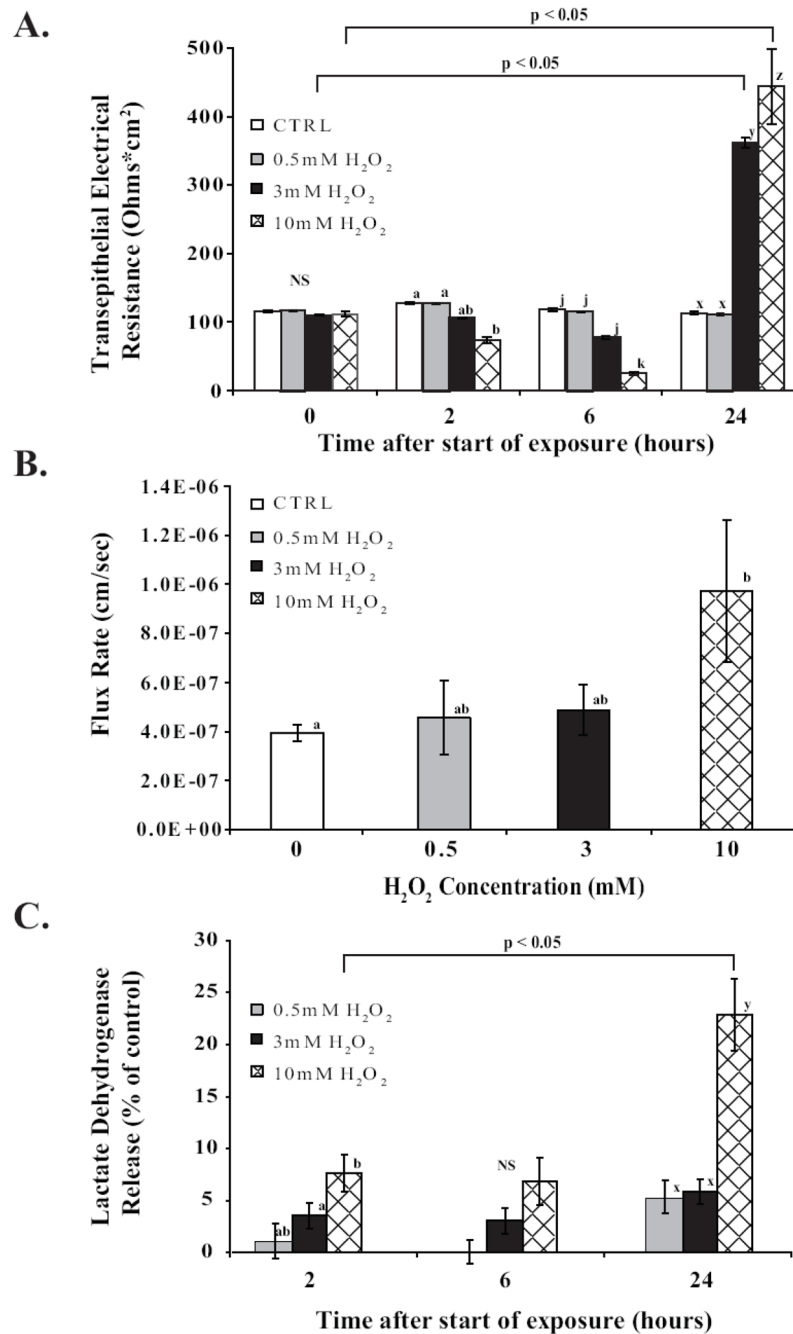 A.
p < 0.05
p < 0.05
Transepithelial Electrical
Resistance (Ohms*cm²)
500
400
300
200
100
0
CTRL
0.5mM H₂O₂
3mM H₂O₂
10mM H₂O₂
NS
a
a
ab
b
j
j
j
k
x
x
y
z
0 2 6 24
Time after start of exposure (hours)
B.
Flux Rate (cm/sec)
1.4E-06
1.2E-06
1.0E-06
8.0E-07
6.0E-07
4.0E-07
2.0E-07
0.0E+00
CTRL
0.5mM H₂O₂
3mM H₂O₂
10mM H₂O₂
a
ab
ab
b
0 0.5 3 10
H₂O₂ Concentration (mM)
C.
p < 0.05
Lactate Dehydrogenase
Release (% of control)
30
25
20
15
10
5
0
0.5mM H₂O₂
3mM H₂O₂
10mM H₂O₂
ab
a
b
NS
x
x
y
2 6 24
Time after start of exposure (hours)